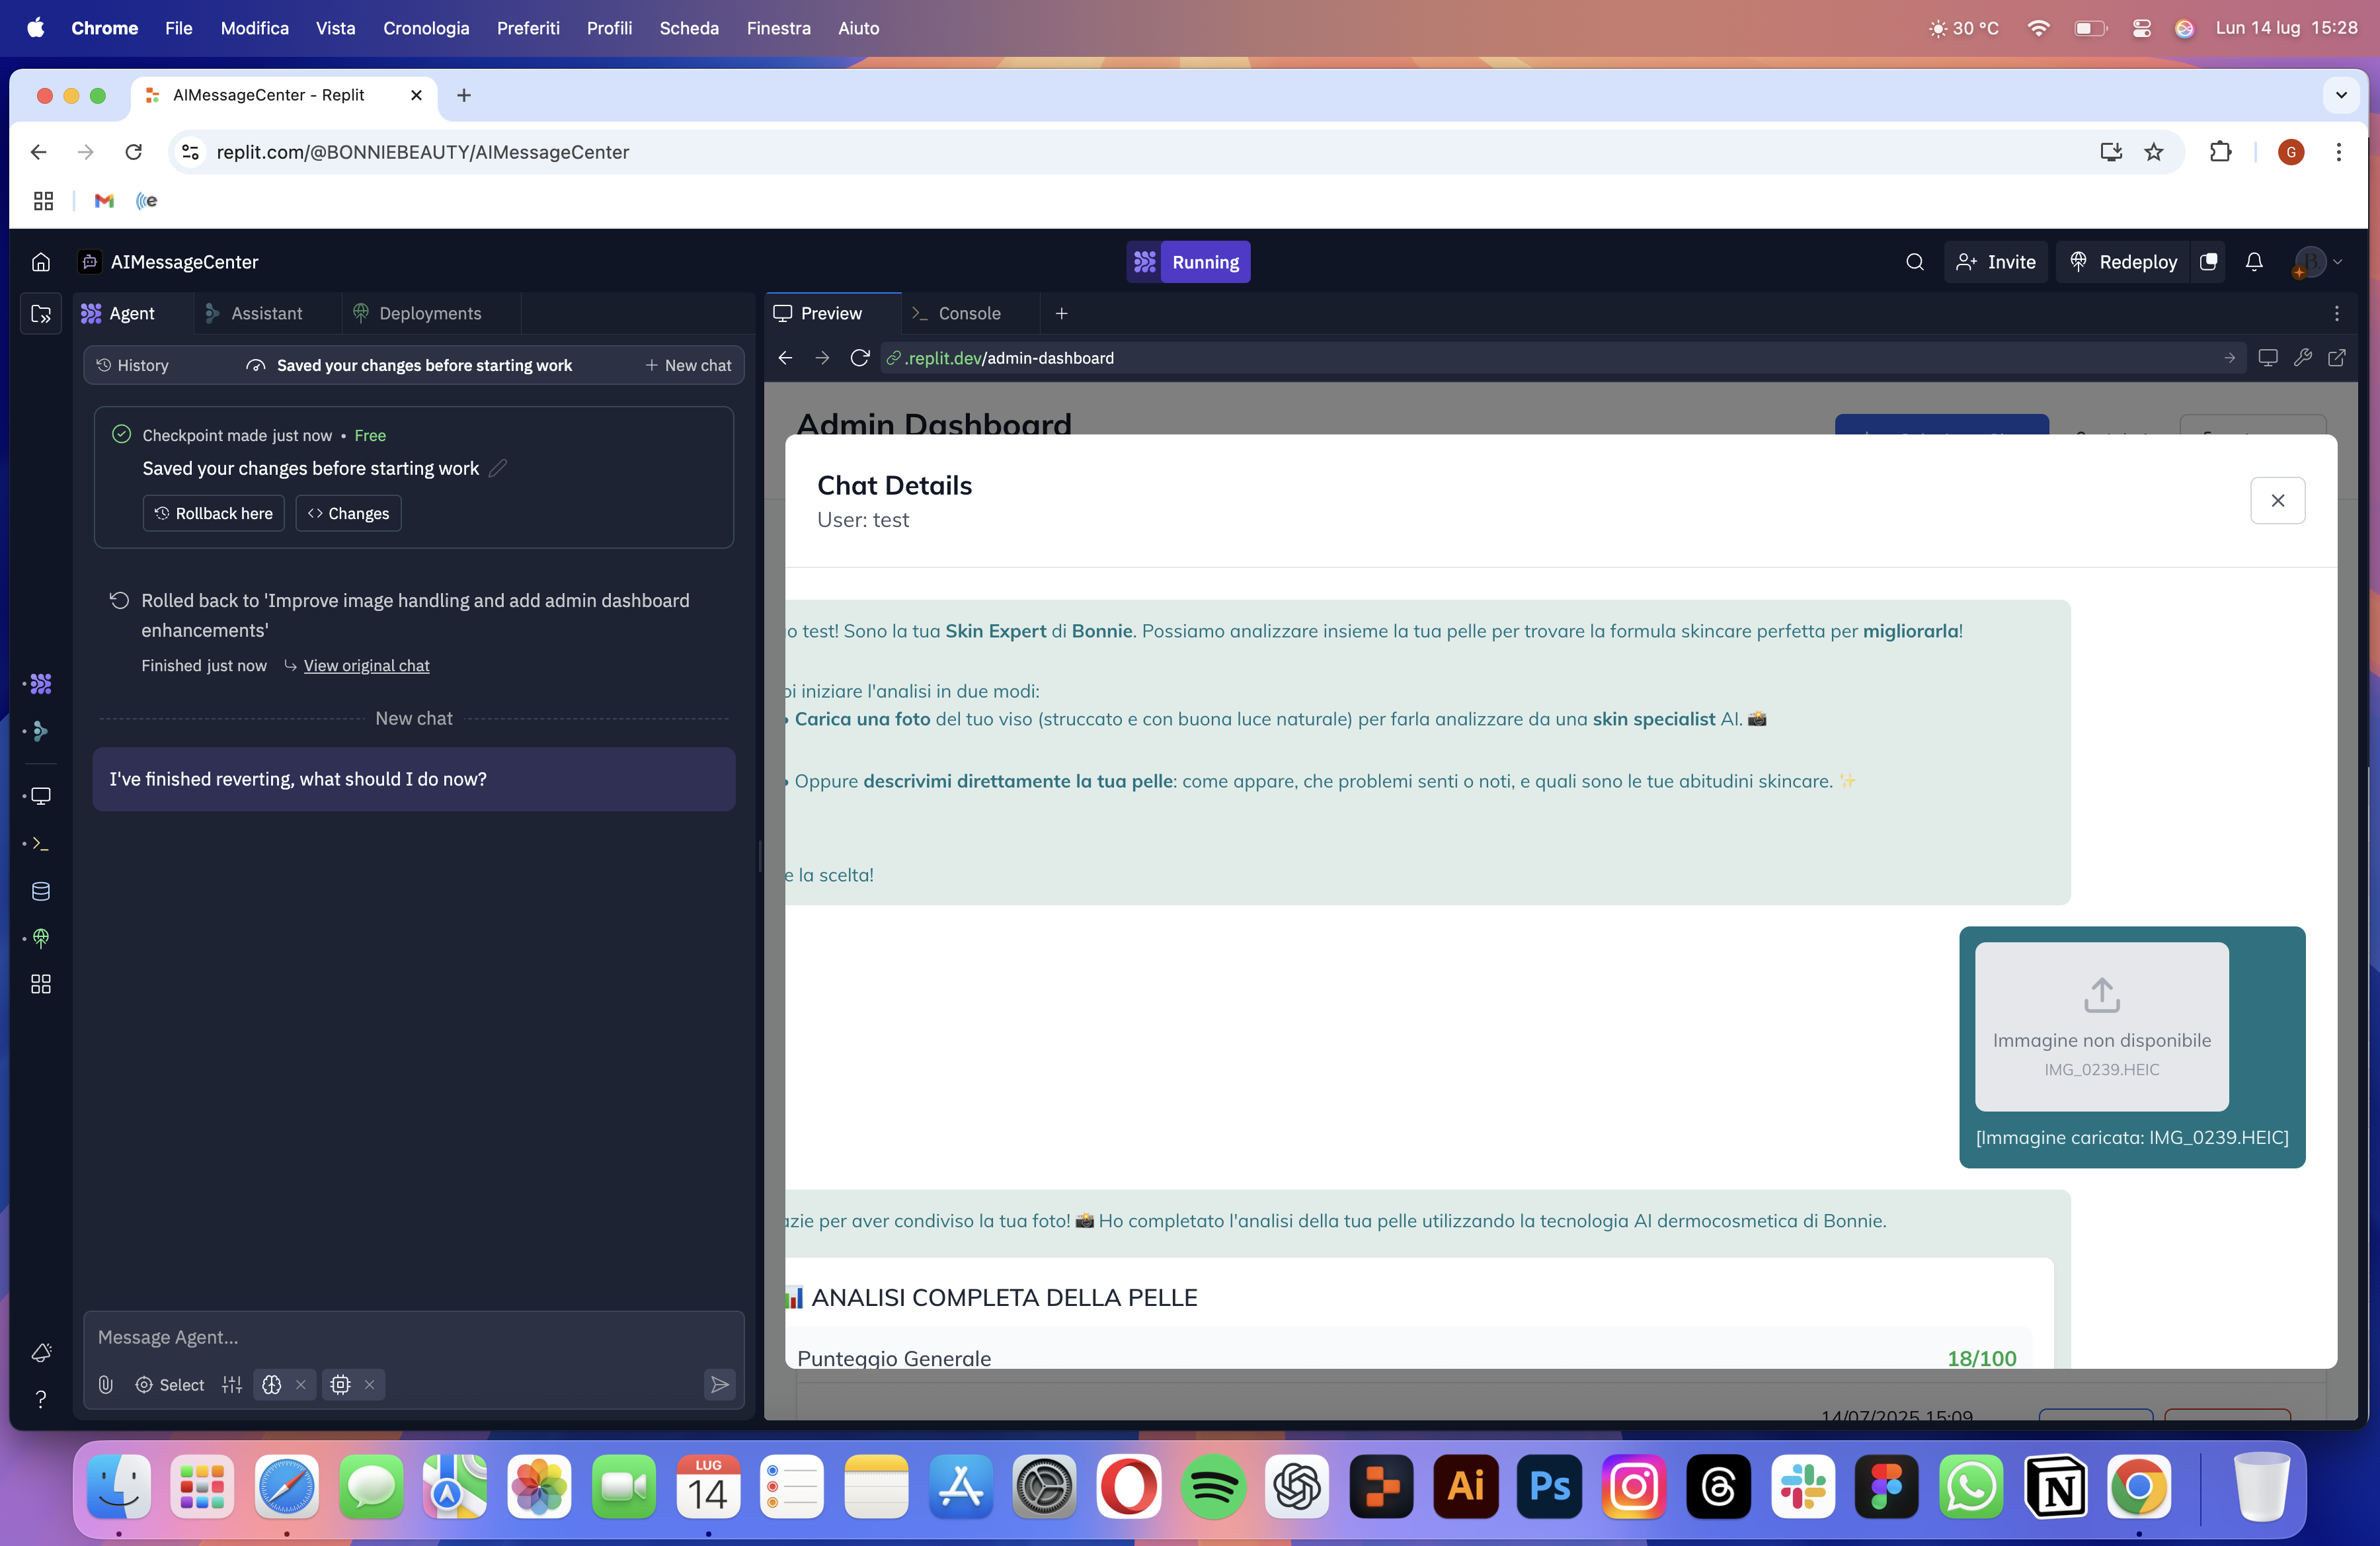 Chrome File Modifica Vista Cronologia Preferiti Profili Scheda Finestra Aiuto
30 °C Lun 14 lug 15:28
AIMessageCenter - Replit
replit.com/@BONNIEBEAUTY/AIMessageCenter
G
AIMessageCenter
Running
Invite
Redeploy
Agent
Assistant
Deployments
Preview
Console
History
Saved your changes before starting work
New chat
.replit.dev/admin-dashboard
Checkpoint made just now • Free
Saved your changes before starting work
Rollback here
Changes
Rolled back to 'Improve image handling and add admin dashboard
enhancements'
Finished just now View original chat
New chat
I've finished reverting, what should I do now?
Message Agent...
Select
Admin Dashboard
Chat Details
User: test
o test! Sono la tua Skin Expert di Bonnie. Possiamo analizzare insieme la tua pelle per trovare la formula skincare perfetta per migliorarla!
oi iniziare l'analisi in due modi:
• Carica una foto del tuo viso (struccato e con buona luce naturale) per farla analizzare da una skin specialist AI. 📸
• Oppure descrivimi direttamente la tua pelle: come appare, che problemi senti o noti, e quali sono le tue abitudini skincare. ✨
e la scelta!
Immagine non disponibile
IMG_0239.HEIC
[Immagine caricata: IMG_0239.HEIC]
azie per aver condiviso la tua foto! 📸 Ho completato l'analisi della tua pelle utilizzando la tecnologia AI dermocosmetica di Bonnie.
📊 ANALISI COMPLETA DELLA PELLE
Punteggio Generale 18/100
14/07/2025 15:09
LUG
14
Ai
Ps